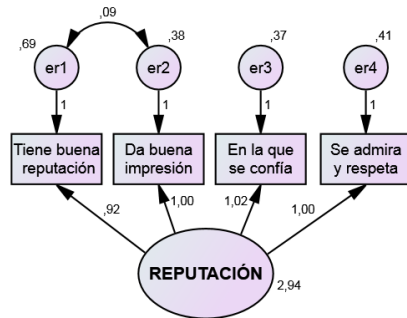 ,09
,69
,38
,37
,41
er1
er2
er3
er4
1
1
1
1
Tiene buena
reputación
Da buena
impresión
En la que
se confía
Se admira
y respeta
,92
1,00
1,02
1,00
REPUTACIÓN
2,94